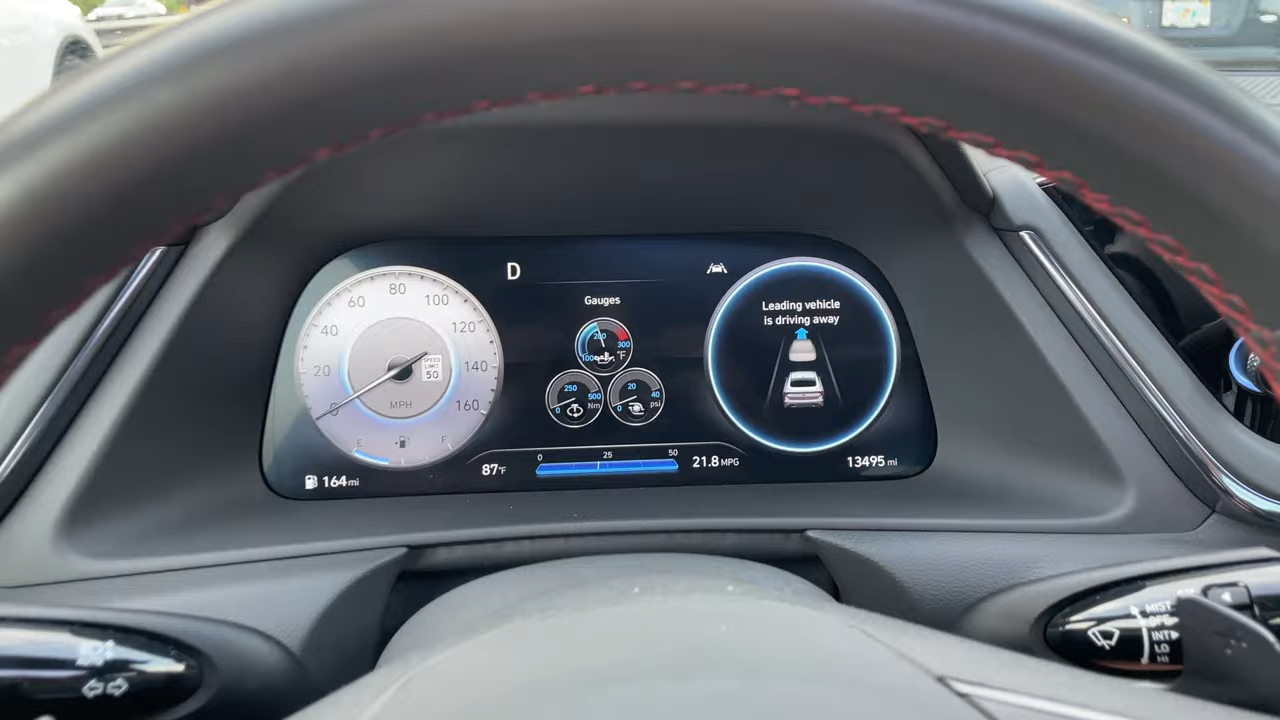 D
Gauges
Leading vehicle
is driving away
0
20
40
60
80
100
120
140
160
SPEED
LIMIT
50
MPH
E
F
100
200
300
°F
0
250
500
Nm
0
20
40
psi
164 mi
87°F
0
25
50
21.8 MPG
13495 mi
MIST
OFF
INT
LO
HI